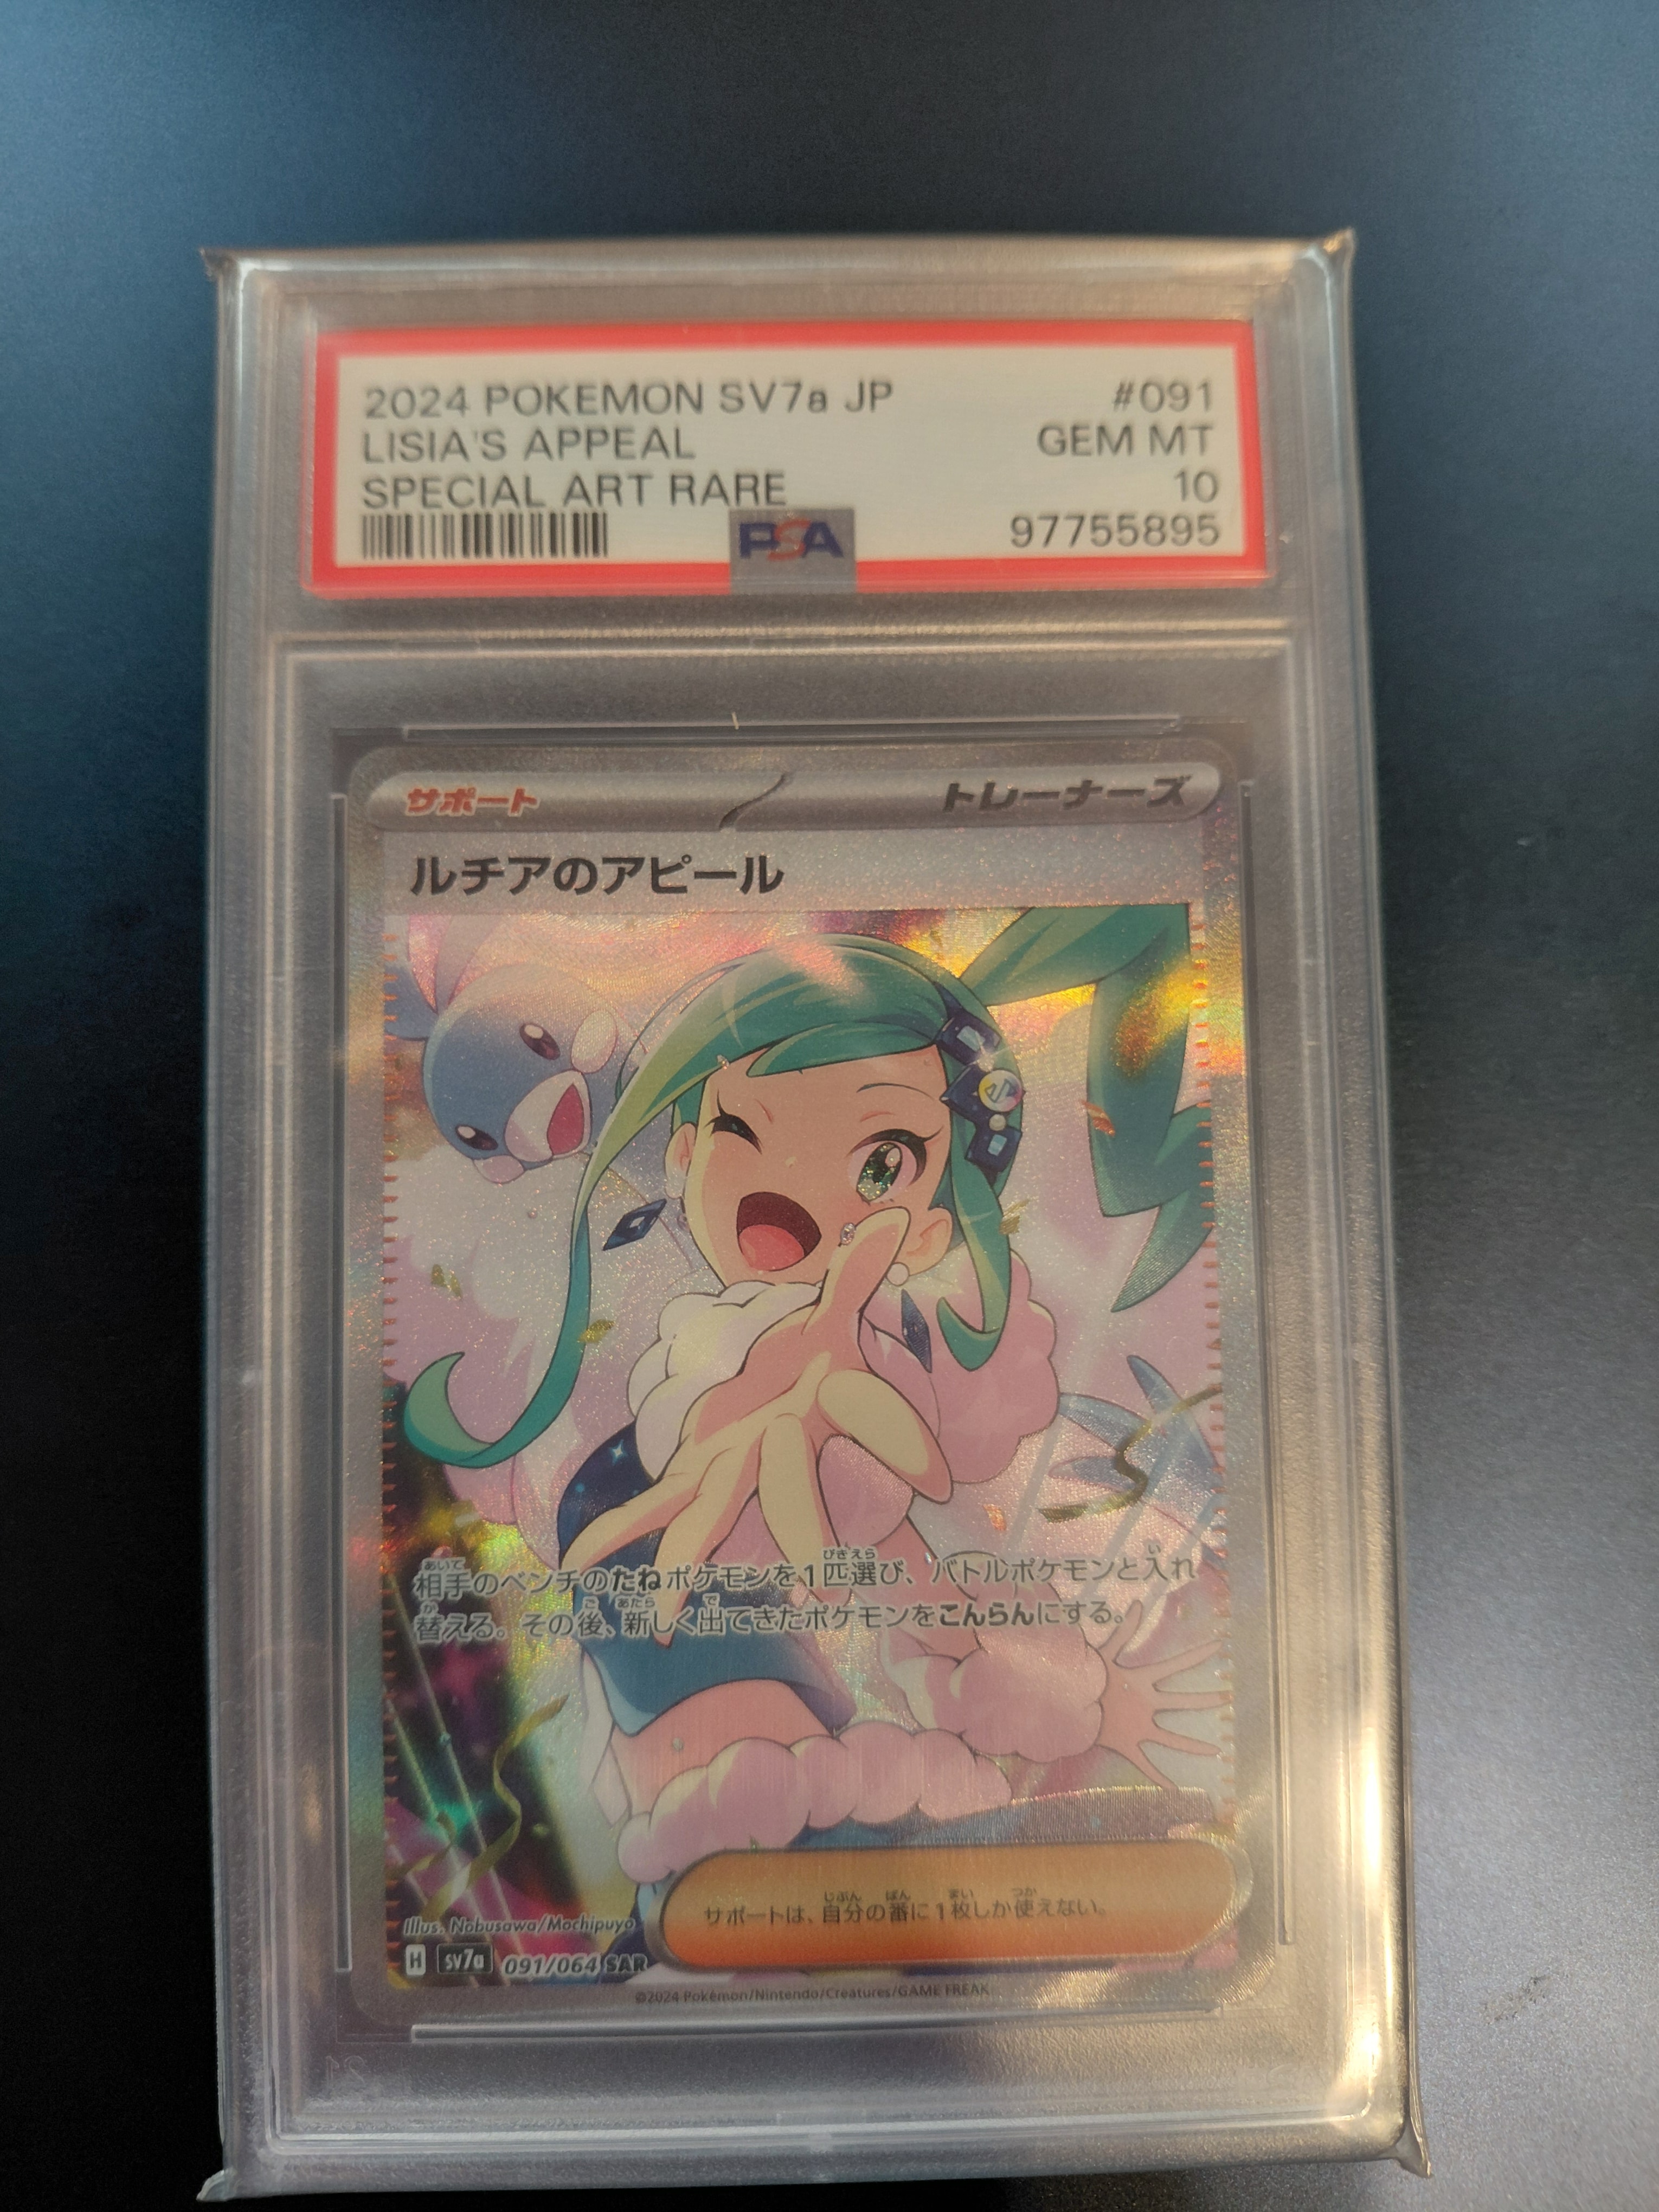 2024 POKEMON SV7a JP #091
LISIA'S APPEAL GEM MT
SPECIAL ART RARE 10
PSA 97755895
サポート トレーナーズ
ルチアのアピール
相手のベンチのたねポケモンを1匹選び、バトルポケモンと入れ
替える。その後、新しく出てきたポケモンをこんらんにする。
サポートは、自分の番に1枚しか使えない。
Illus. Nobusawa/Mochipuyo
H sv7a 091/064 SAR
©2024 Pokémon/Nintendo/Creatures/GAME FREAK